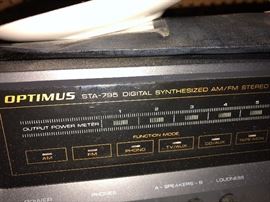 OPTIMUS STA-795 DIGITAL SYNTHESIZED AM/FM STEREO
1 2 3 4 5
OUTPUT POWER METER
FUNCTION MODE
AM FM PHONO TV/AUX CD/AUX TAPE
POWER PHONES A - SPEAKERS - B LOUDNESS